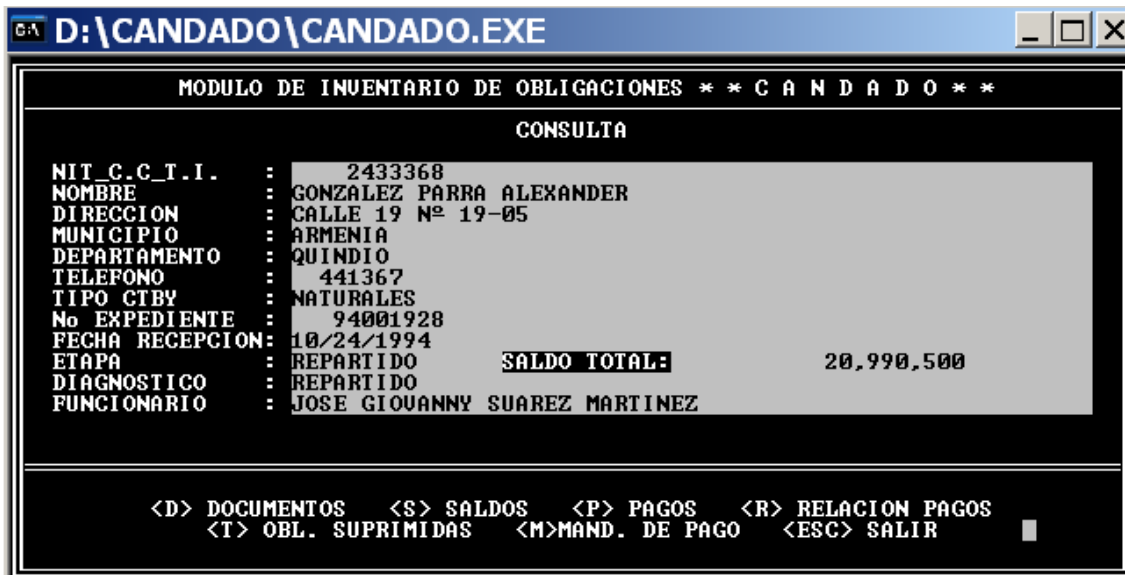 D:\CANDADO\CANDADO.EXE
MODULO DE INVENTARIO DE OBLIGACIONES * * C A N D A D O * *
CONSULTA
NIT_C.C_T.I. : 2433368
NOMBRE : GONZALEZ PARRA ALEXANDER
DIRECCION : CALLE 19 Nº 19-05
MUNICIPIO : ARMENIA
DEPARTAMENTO : QUINDIO
TELEFONO : 441367
TIPO CTBY : NATURALES
No EXPEDIENTE : 94001928
FECHA RECEPCION: 10/24/1994
ETAPA : REPARTIDO SALDO TOTAL: 20,990,500
DIAGNOSTICO : REPARTIDO
FUNCIONARIO : JOSE GIOVANNY SUAREZ MARTINEZ
<D> DOCUMENTOS <S> SALDOS <P> PAGOS <R> RELACION PAGOS
<T> OBL. SUPRIMIDAS <M>MAND. DE PAGO <ESC> SALIR